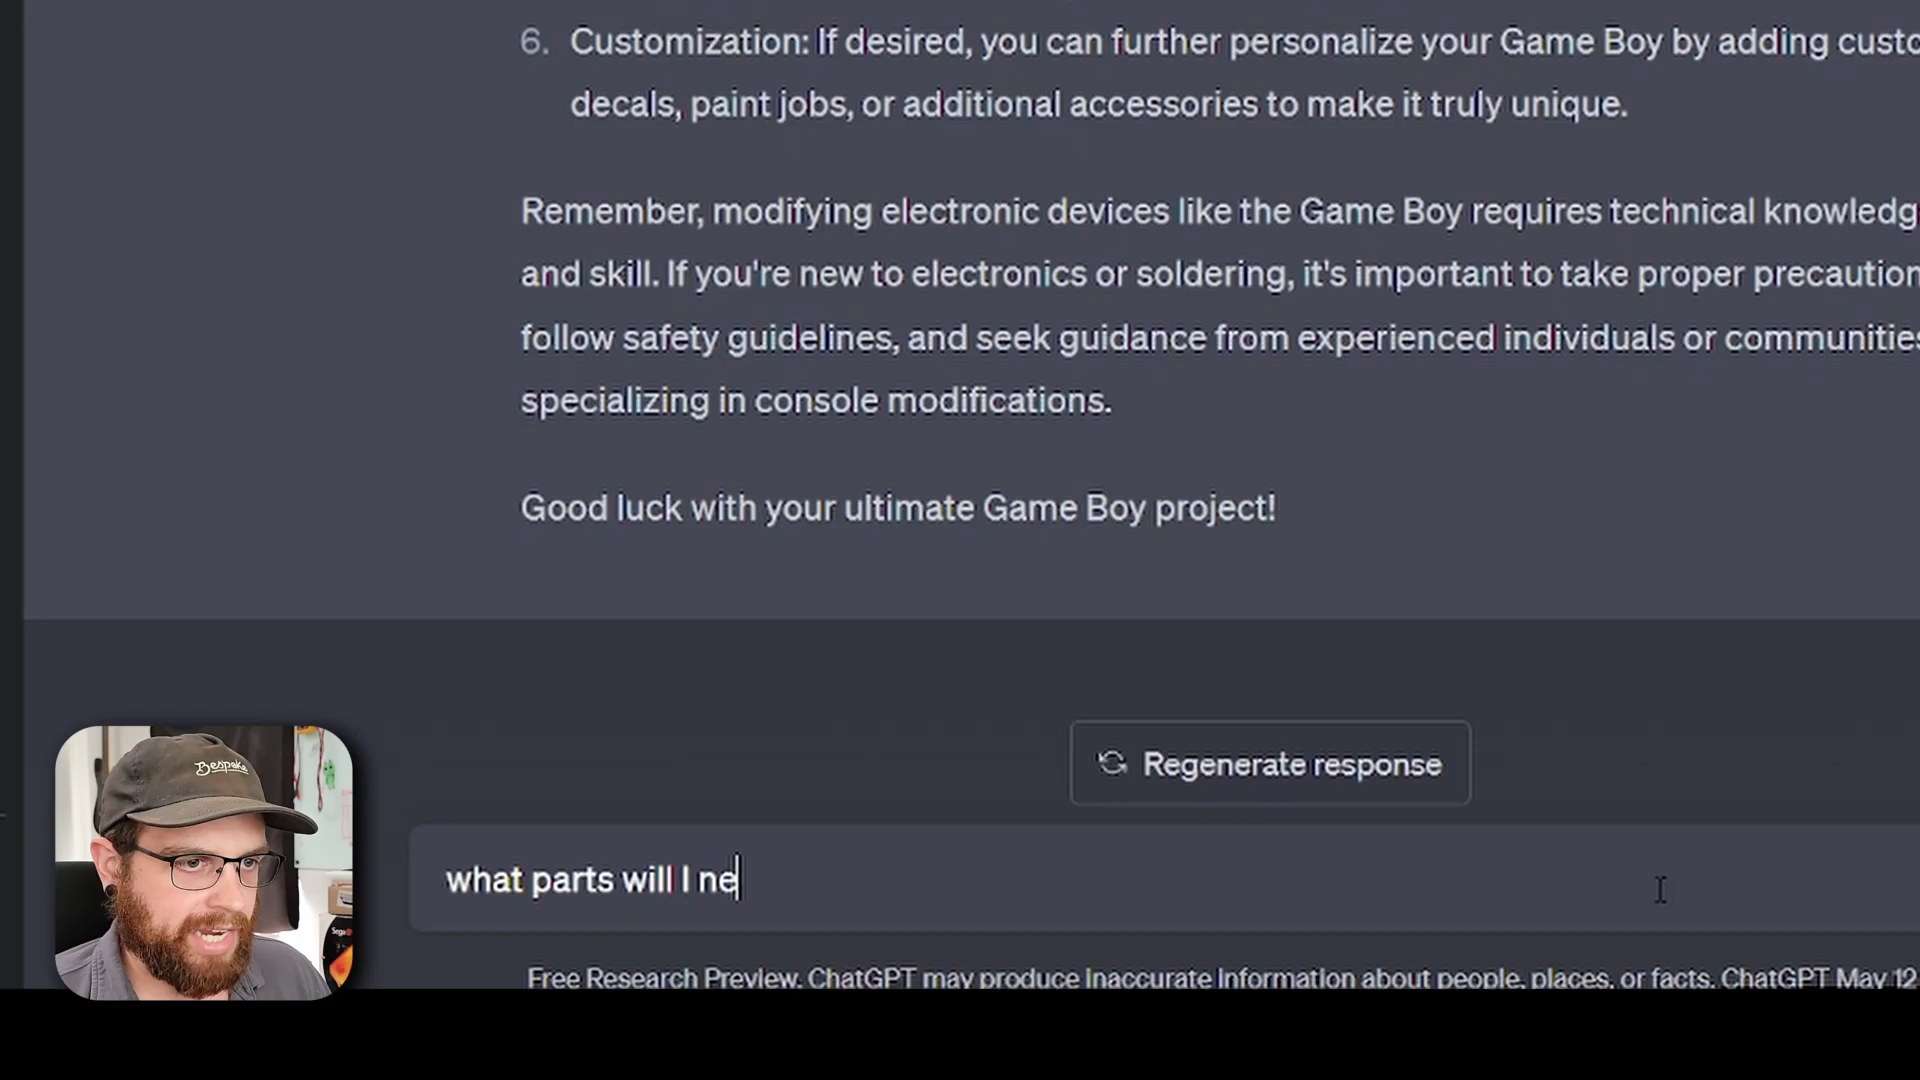 6. Customization: If desired, you can further personalize your Game Boy by adding custo
decals, paint jobs, or additional accessories to make it truly unique.
Remember, modifying electronic devices like the Game Boy requires technical knowledg
and skill. If you're new to electronics or soldering, it's important to take proper precaution
follow safety guidelines, and seek guidance from experienced individuals or communities
specializing in console modifications.
Good luck with your ultimate Game Boy project!
Regenerate response
Bespoke
Sega
what parts will I ne
Free Research Preview. ChatGPT may produce inaccurate information about people, places, or facts. ChatGPT May 12